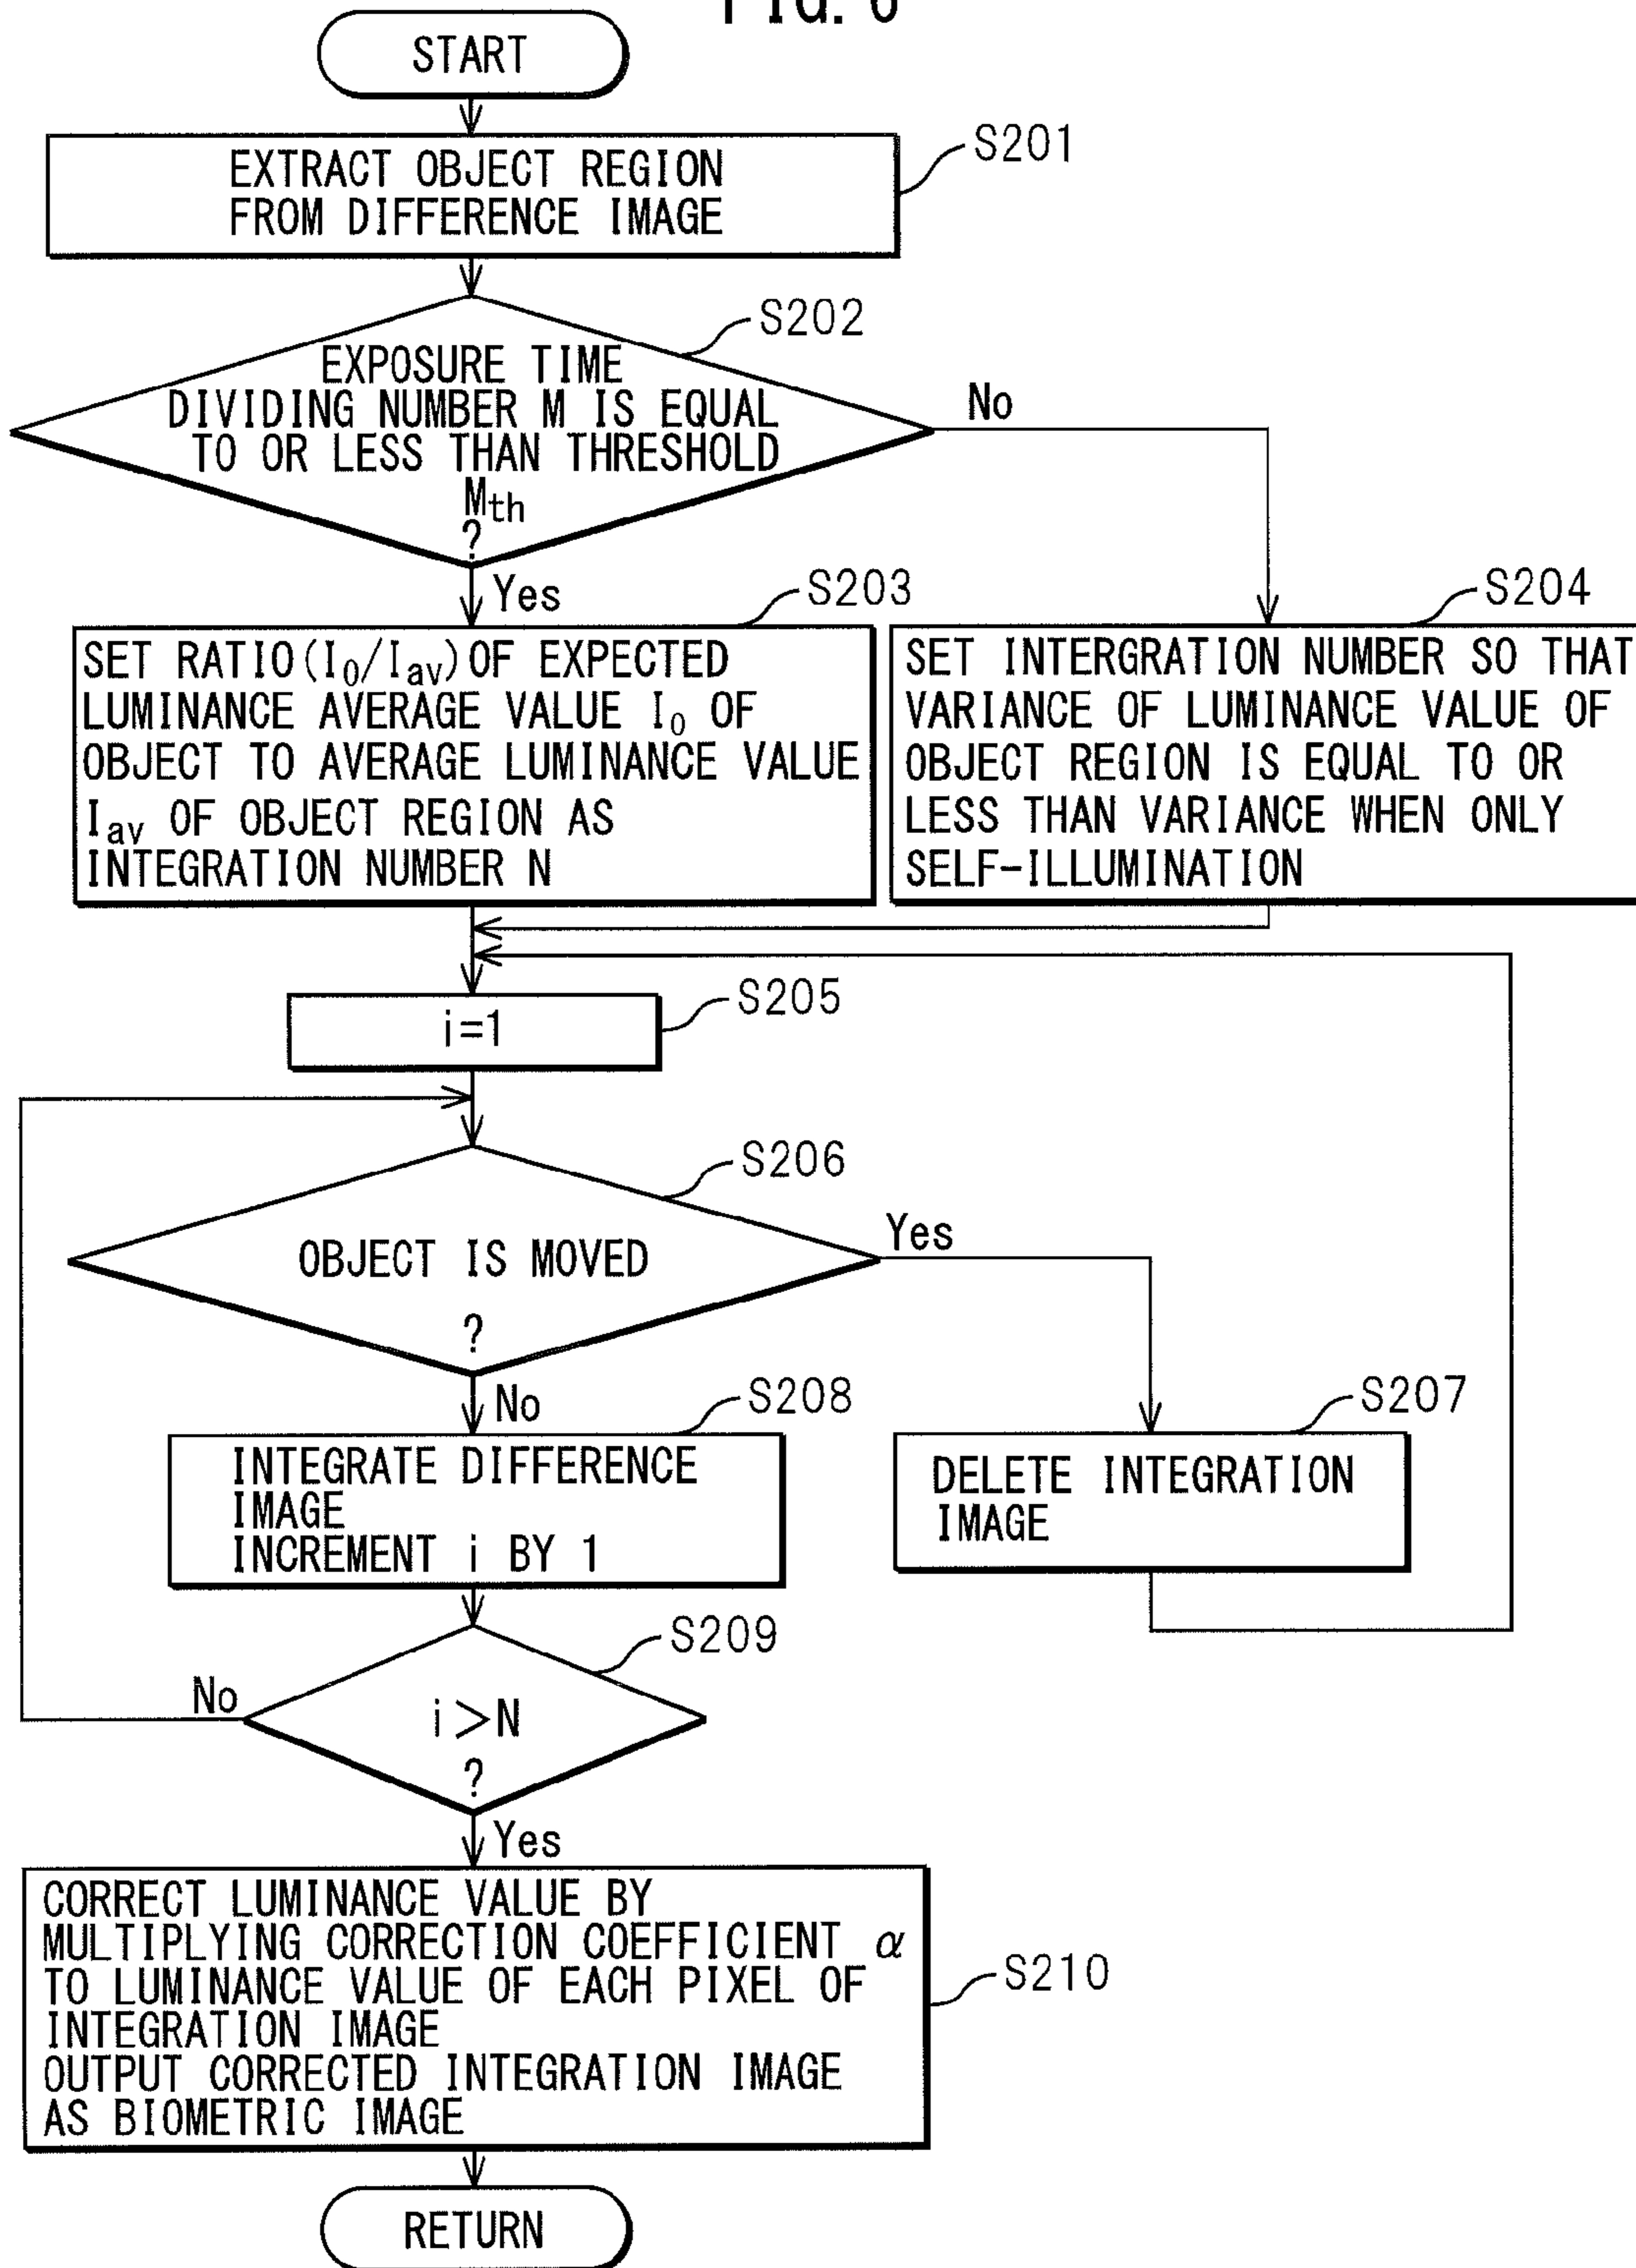 FIG. 6
START
EXTRACT OBJECT REGION
FROM DIFFERENCE IMAGE
S201
EXPOSURE TIME
DIVIDING NUMBER M IS EQUAL
TO OR LESS THAN THRESHOLD
Mth
?
S202
No
Yes
S203
SET RATIO(I0/Iav)OF EXPECTED
LUMINANCE AVERAGE VALUE I0 OF
OBJECT TO AVERAGE LUMINANCE VALUE
Iav OF OBJECT REGION AS
INTEGRATION NUMBER N
S204
SET INTERGRATION NUMBER SO THAT
VARIANCE OF LUMINANCE VALUE OF
OBJECT REGION IS EQUAL TO OR
LESS THAN VARIANCE WHEN ONLY
SELF-ILLUMINATION
i=1
S205
S206
OBJECT IS MOVED
?
Yes
No
S208
INTEGRATE DIFFERENCE
IMAGE
INCREMENT i BY 1
S207
DELETE INTEGRATION
IMAGE
S209
i>N
?
No
Yes
CORRECT LUMINANCE VALUE BY
MULTIPLYING CORRECTION COEFFICIENT α
TO LUMINANCE VALUE OF EACH PIXEL OF
INTEGRATION IMAGE
OUTPUT CORRECTED INTEGRATION IMAGE
AS BIOMETRIC IMAGE
S210
RETURN